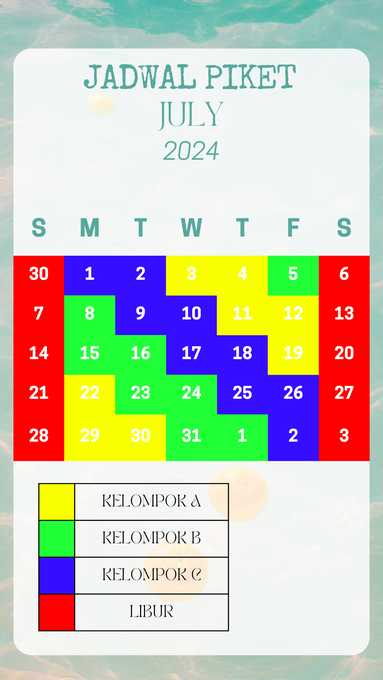 JADWAL PIKET
JULY
2024
S M T W T F S
30 1 2 3 4 5 6
7 8 9 10 11 12 13
14 15 16 17 18 19 20
21 22 23 24 25 26 27
28 29 30 31 1 2 3
KELOMPOK A
KELOMPOK B
KELOMPOK C
LIBUR